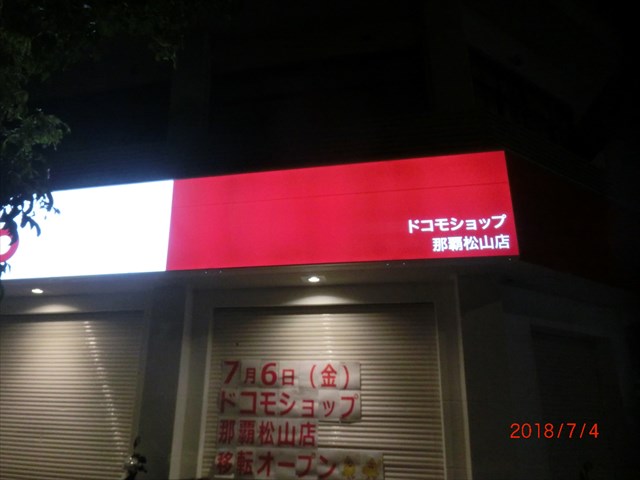 ドコモショップ
那覇松山店
7月6日(金)
ドコモショップ
那覇松山店
移転オープン
2018/7/4